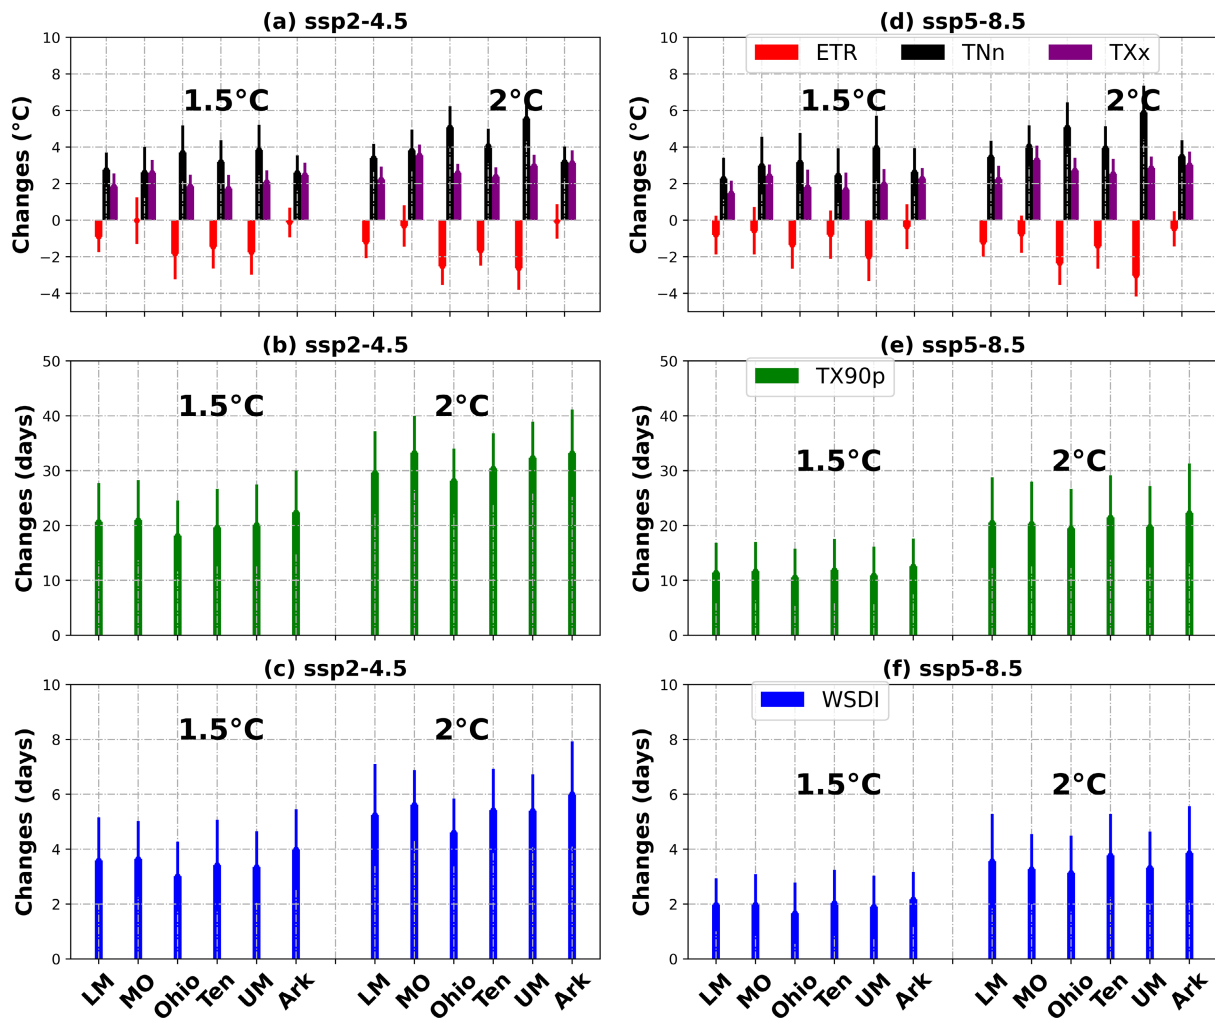 (a) ssp2-4.5
10
8
6
4
2
0
−2
−4
Changes (°C)
1.5°C
2°C
(d) ssp5-8.5
10
8
6
4
2
0
−2
−4
Changes (°C)
ETR TNn TXx
1.5°C
2°C
(b) ssp2-4.5
50
40
30
20
10
0
Changes (days)
1.5°C
2°C
(e) ssp5-8.5
50
40
30
20
10
0
Changes (days)
TX90p
1.5°C
2°C
(c) ssp2-4.5
10
8
6
4
2
0
Changes (days)
1.5°C
2°C
LM MO Ohio Ten UM Ark LM MO Ohio Ten UM Ark
(f) ssp5-8.5
10
8
6
4
2
0
Changes (days)
WSDI
1.5°C
2°C
LM MO Ohio Ten UM Ark LM MO Ohio Ten UM Ark